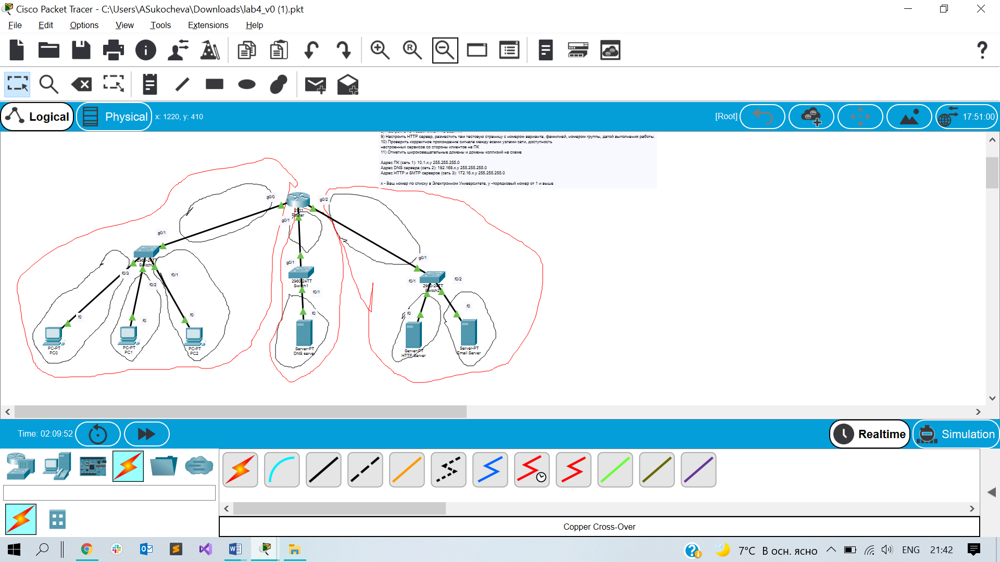 Cisco Packet Tracer - C:\Users\ASukocheva\Downloads\lab4_v0 (1).pkt
File Edit Options View Tools Extensions Help
Logical Physical x: 1220, y: 410 [Root] 17:51:00
9) Настроить HTTP сервер, разместить там тестовую страницу с номером варианта, фамилией, номером группы, датой выполнения работы.
10) Проверить корректное прохождение сигнала между всеми узлами сети, доступность
настроенных сервисов со стороны клиентов на ПК
11) Отметить широковещательные домены и домены коллизий на схеме
Адрес ПК (сеть 1): 10.1.x.y 255.255.255.0
Адрес DNS сервера (сеть 2): 192.168.x.y 255.255.255.0
Адрес HTTP и SMTP серверов (сеть 3): 172.16.x.y 255.255.255.0
x - Ваш номер по списку в Электронном Университете, y -порядковый номер от 1 и выше
g0/0
g0/2
2911
Router
g0/1
g0/1
2960-24TT
Switch0
f0/3
f0/1
f0/2
g0/1
2960-24TT
Switch1
f0/1
g0/1
f0/1
f0/2
2960-24TT
Switch2
f0
f0
f0
f0
f0
f0
PC-PT
PC0
PC-PT
PC1
PC-PT
PC2
Server-PT
DNS server
Server-PT
HTTP Server
Server-PT
Email Server
Time: 02:09:52 Realtime Simulation
Copper Cross-Over
7°C В осн. ясно ENG 21:42